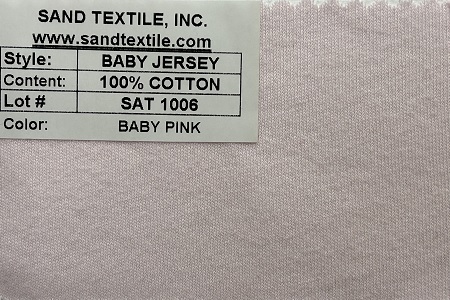 SAND TEXTILE, INC.
www.sandtextile.com
Style: BABY JERSEY
Content: 100% COTTON
Lot # SAT 1006
Color: BABY PINK